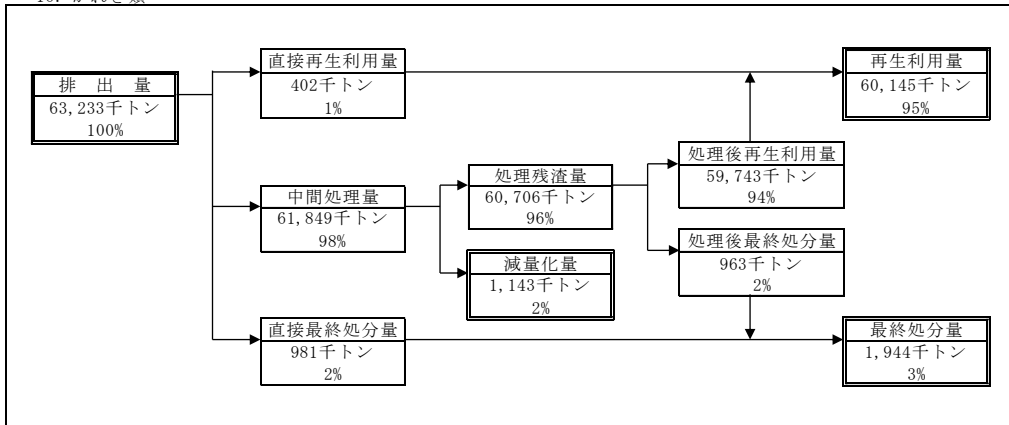 排 出 量
63,233千トン
100%
直接再生利用量
402千トン
1%
中間処理量
61,849千トン
98%
直接最終処分量
981千トン
2%
処理残渣量
60,706千トン
96%
減量化量
1,143千トン
2%
処理後再生利用量
59,743千トン
94%
処理後最終処分量
963千トン
2%
再生利用量
60,145千トン
95%
最終処分量
1,944千トン
3%